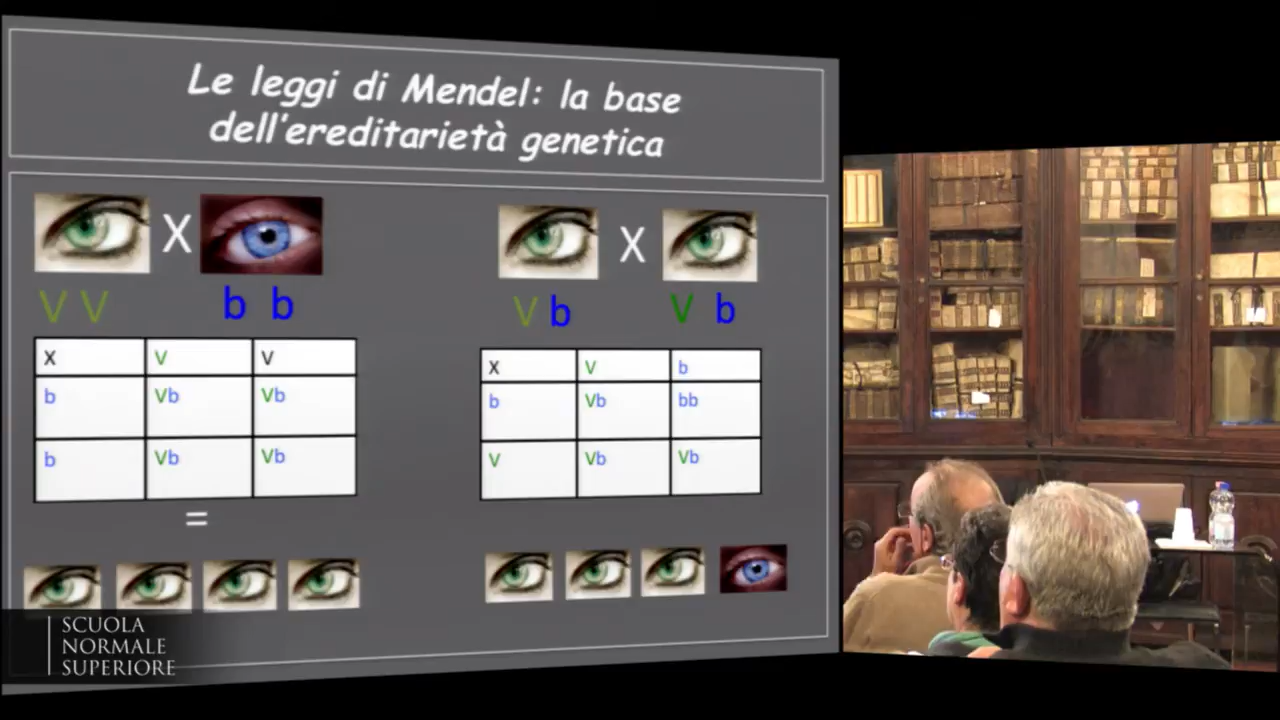 Le leggi di Mendel: la base
dell'ereditarietà genetica
X
X
V V
b b
V b
V b
X V V
b Vb Vb
b Vb Vb
X V b
b Vb bb
V Vb Vb
=
SCUOLA
NORMALE
SUPERIORE